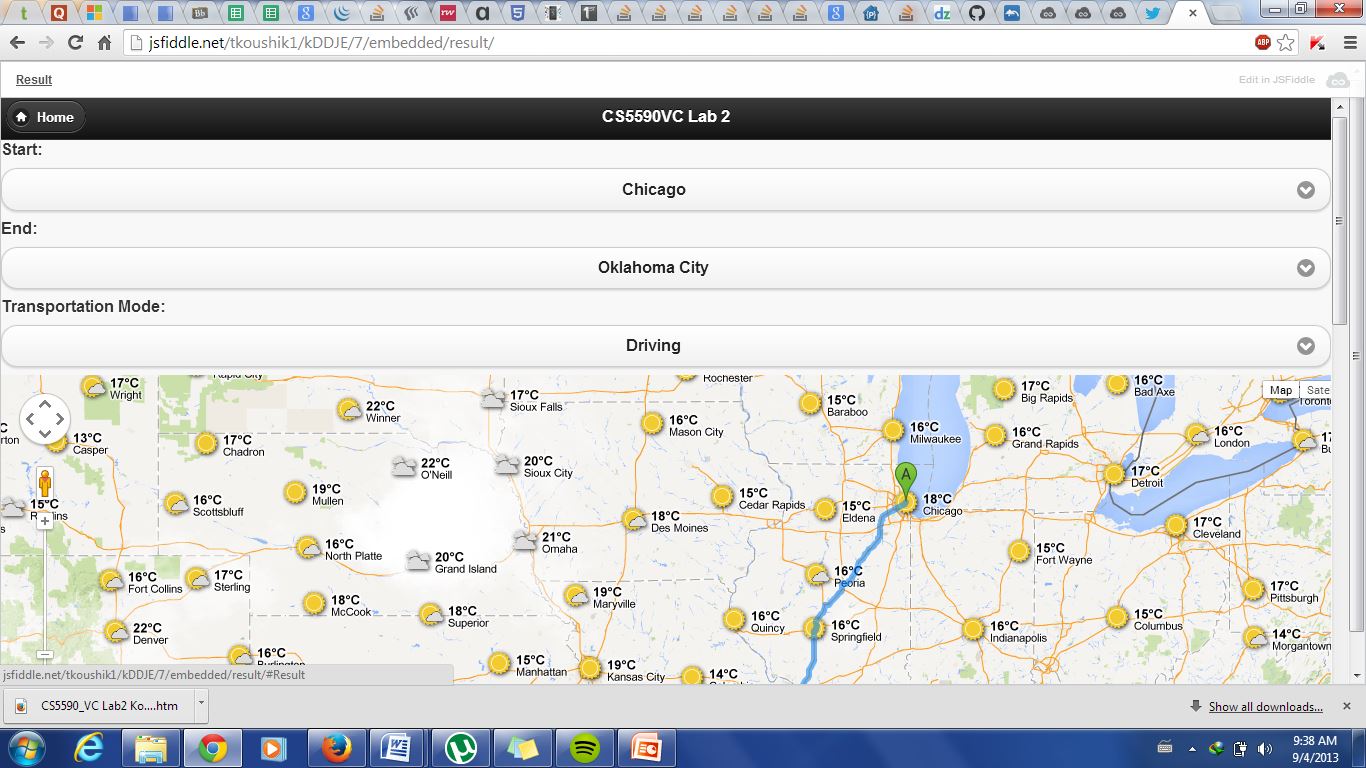 jsfiddle.net/tkoushik1/kDDJE/7/embedded/result/
ABP
Result
Edit in JSFiddle
Home
CS5590VC Lab 2
Start:
Chicago
End:
Oklahoma City
Transportation Mode:
Driving
Map
Sate
Rapid City
Rochester
17°C
Wright
22°C
Winner
17°C
Sioux Falls
15°C
Baraboo
17°C
Big Rapids
16°C
Bad Axe
Toront
13°C
Casper
17°C
Chadron
16°C
Mason City
16°C
Milwaukee
16°C
Grand Rapids
16°C
London
22°C
O'Neill
20°C
Sioux City
A
17°C
Detroit
15°C
16°C
Scottsbluff
19°C
Mullen
15°C
Cedar Rapids
15°C
Eldena
18°C
Chicago
18°C
Des Moines
17°C
Cleveland
16°C
North Platte
20°C
Grand Island
21°C
Omaha
15°C
Fort Wayne
16°C
Fort Collins
17°C
Sterling
16°C
Peoria
17°C
Pittsburgh
18°C
McCook
18°C
Superior
19°C
Maryville
16°C
Quincy
16°C
Springfield
16°C
Indianapolis
15°C
Columbus
22°C
Denver
14°C
Morgantown
16°C
Burlington
15°C
Manhattan
19°C
Kansas City
14°C
jsfiddle.net/tkoushik1/kDDJE/7/embedded/result/#Result
CS5590_VC Lab2 Ko....htm
Show all downloads...
9:38 AM
9/4/2013